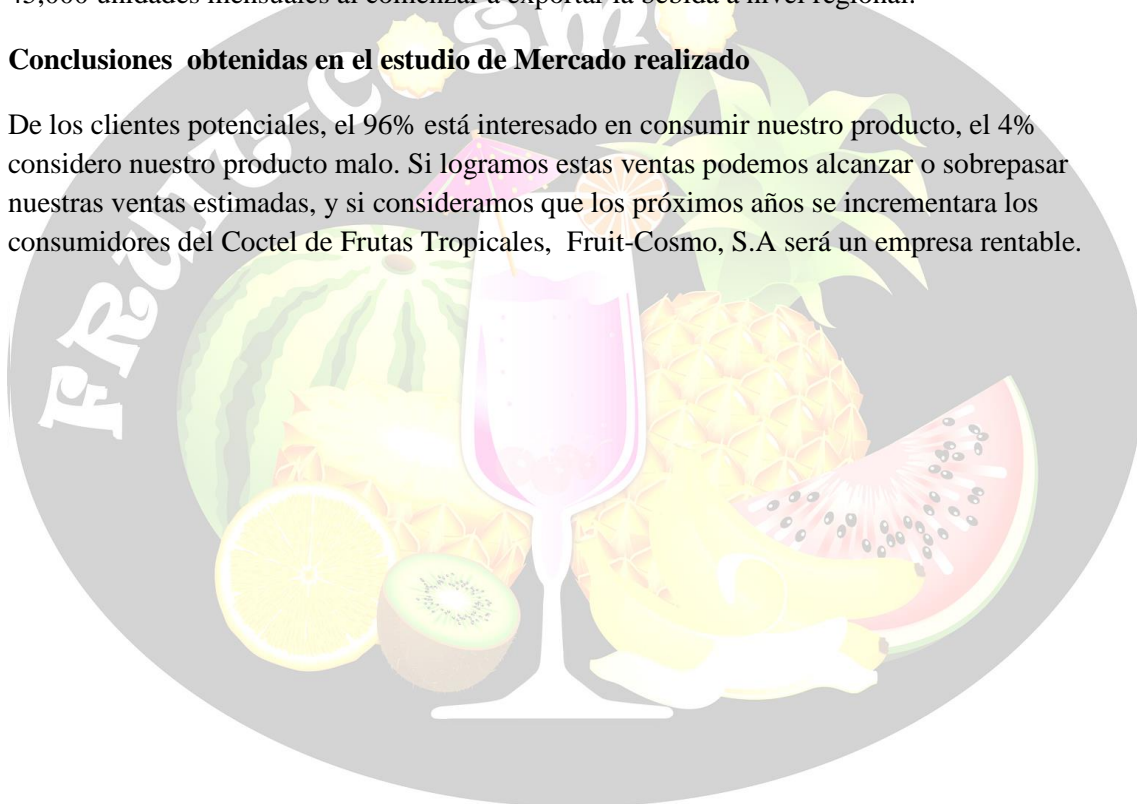 45,000 unidades mensuales al comenzar a exportar la bebida a nivel regional.
Conclusiones obtenidas en el estudio de Mercado realizado
De los clientes potenciales, el 96% está interesado en consumir nuestro producto, el 4%
considero nuestro producto malo. Si logramos estas ventas podemos alcanzar o sobrepasar
nuestras ventas estimadas, y si consideramos que los próximos años se incrementara los
consumidores del Coctel de Frutas Tropicales, Fruit-Cosmo, S.A será un empresa rentable.
FRuit-Cosmo